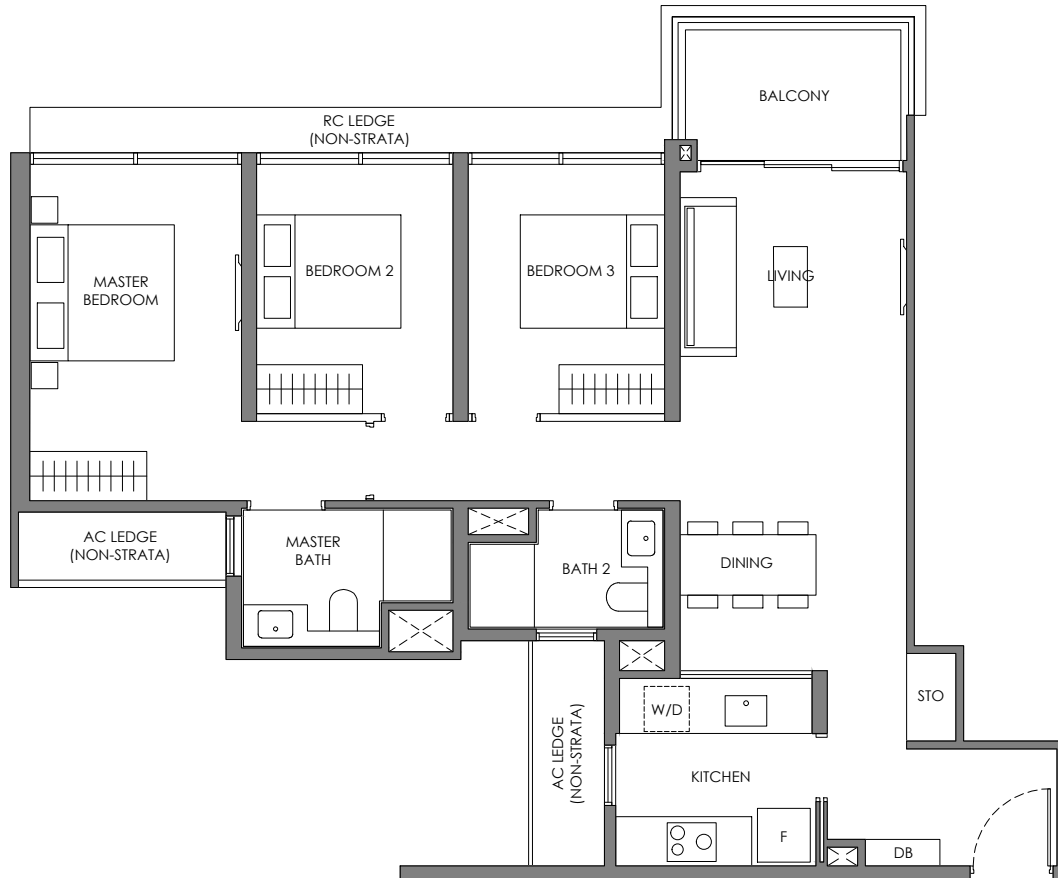 BALCONY
RC LEDGE
(NON-STRATA)
MASTER
BEDROOM
BEDROOM 2
BEDROOM 3
LIVING
AC LEDGE
(NON-STRATA)
MASTER
BATH
BATH 2
DINING
STO
W/D
AC LEDGE
(NON-STRATA)
KITCHEN
F
DB